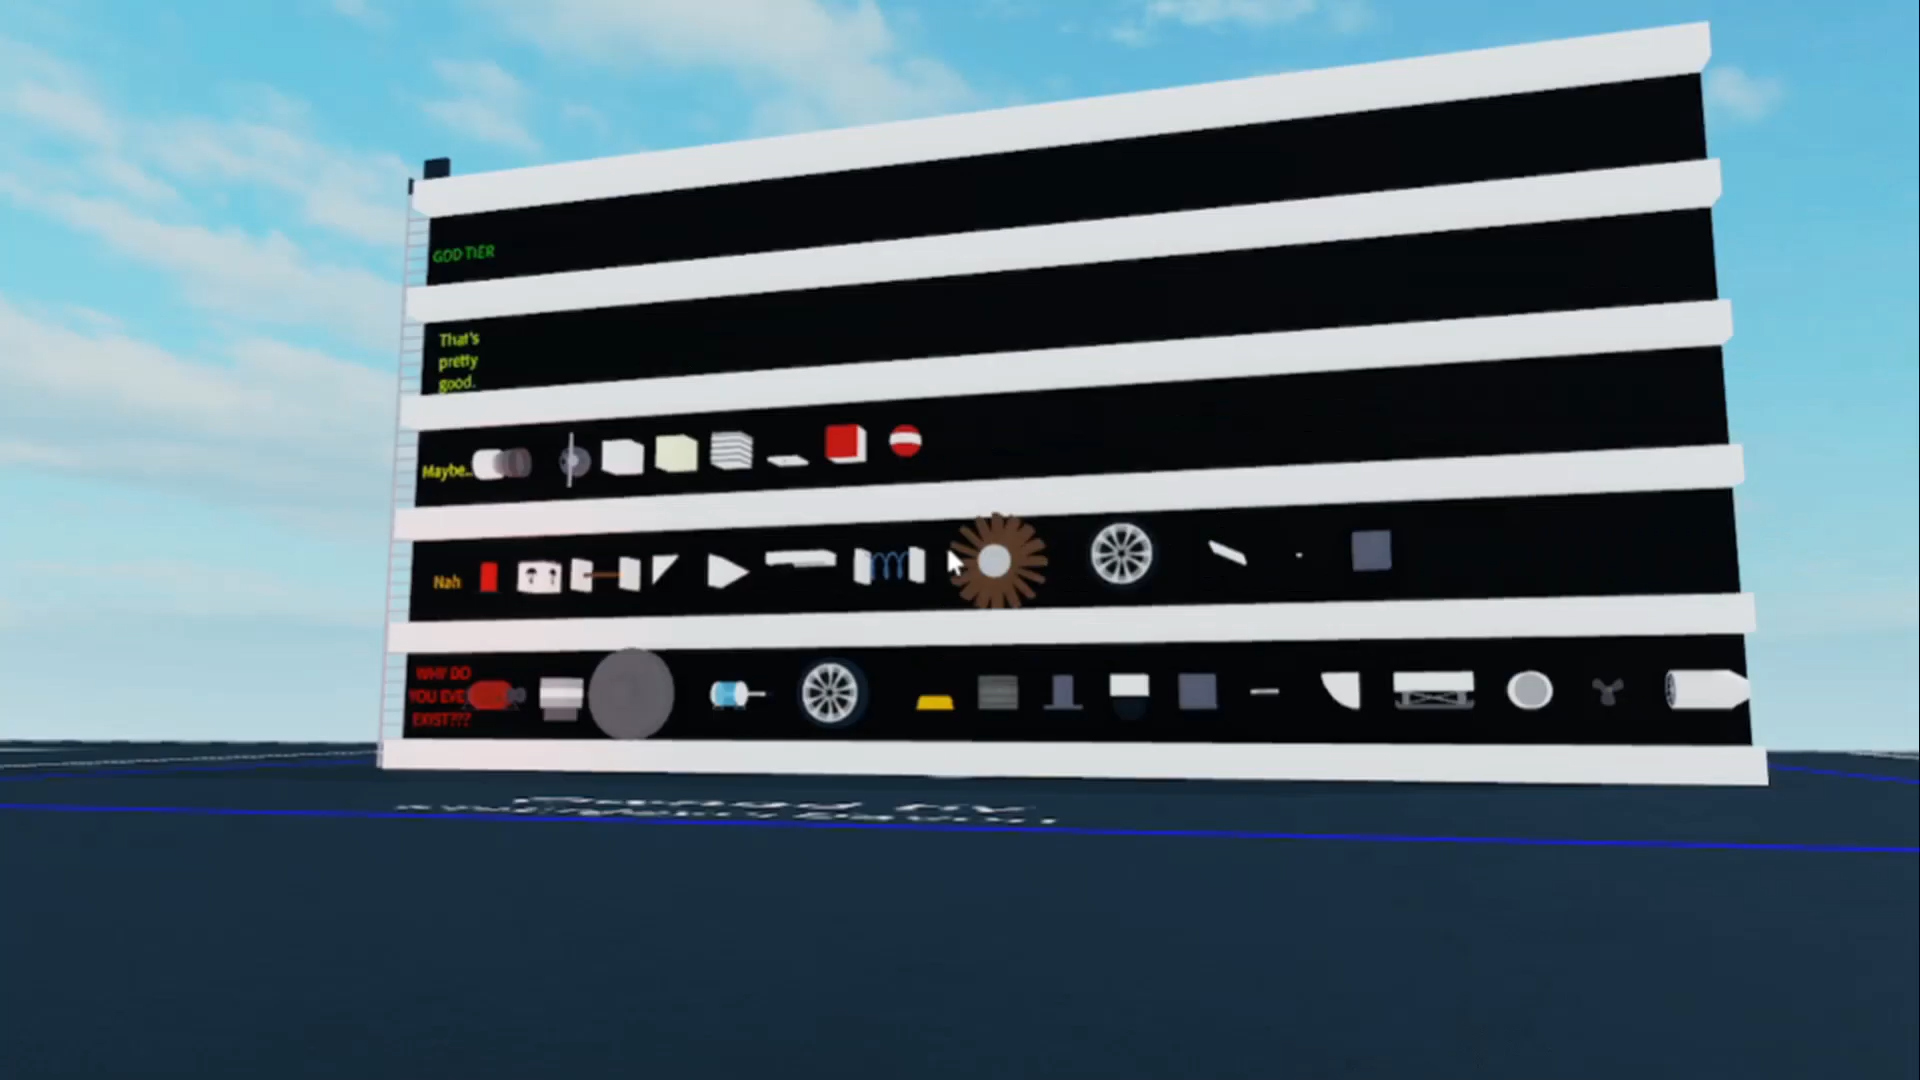 GOD TIER
That's
pretty
good.
Maybe..
Nah
WHY DO
YOU EVE
EXIST???